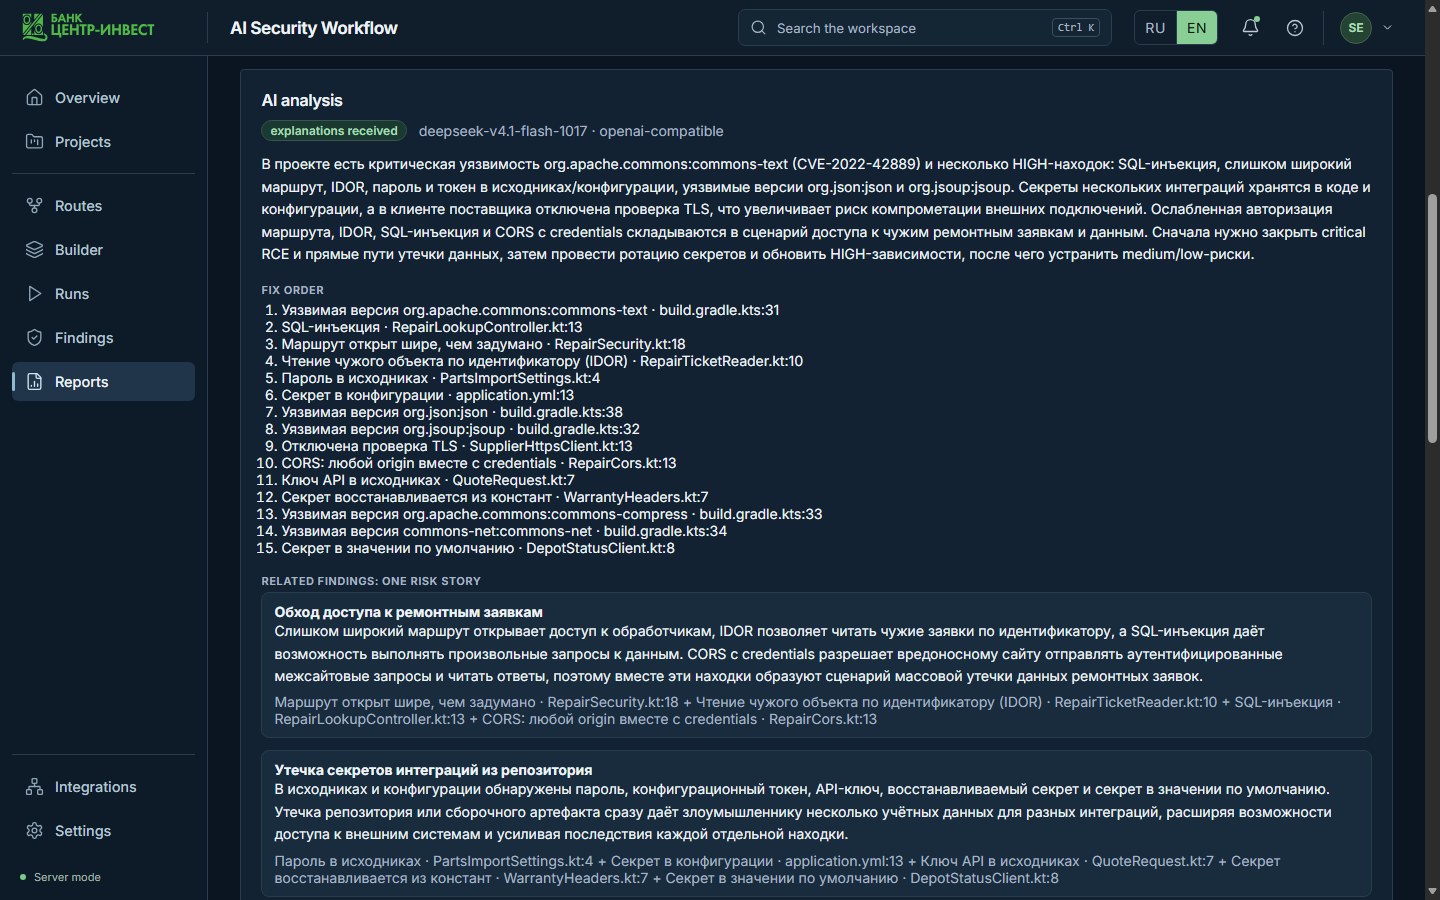 БАНК
ЦЕНТР-ИНВЕСТ
AI Security Workflow
Search the workspace
Ctrl K
RU
EN
SE
Overview
Projects
Routes
Builder
Runs
Findings
Reports
Integrations
Settings
Server mode
AI analysis
explanations received
deepseek-v4.1-flash-1017 · openai-compatible
В проекте есть критическая уязвимость org.apache.commons:commons-text (CVE-2022-42889) и несколько HIGH-находок: SQL-инъекция, слишком широкий
маршрут, IDOR, пароль и токен в исходниках/конфигурации, уязвимые версии org.json:json и org.jsoup:jsoup. Секреты нескольких интеграций хранятся в коде и
конфигурации, а в клиенте поставщика отключена проверка TLS, что увеличивает риск компрометации внешних подключений. Ослабленная авторизация
маршрута, IDOR, SQL-инъекция и CORS с credentials складываются в сценарий доступа к чужим ремонтным заявкам и данным. Сначала нужно закрыть critical
RCE и прямые пути утечки данных, затем провести ротацию секретов и обновить HIGH-зависимости, после чего устранить medium/low-риски.
FIX ORDER
1. Уязвимая версия org.apache.commons:commons-text · build.gradle.kts:31
2. SQL-инъекция · RepairLookupController.kt:13
3. Маршрут открыт шире, чем задумано · RepairSecurity.kt:18
4. Чтение чужого объекта по идентификатору (IDOR) · RepairTicketReader.kt:10
5. Пароль в исходниках · PartsImportSettings.kt:4
6. Секрет в конфигурации · application.yml:13
7. Уязвимая версия org.json:json · build.gradle.kts:38
8. Уязвимая версия org.jsoup:jsoup · build.gradle.kts:32
9. Отключена проверка TLS · SupplierHttpsClient.kt:13
10. CORS: любой origin вместе с credentials · RepairCors.kt:13
11. Ключ API в исходниках · QuoteRequest.kt:7
12. Секрет восстанавливается из констант · WarrantyHeaders.kt:7
13. Уязвимая версия org.apache.commons:commons-compress · build.gradle.kts:33
14. Уязвимая версия commons-net:commons-net · build.gradle.kts:34
15. Секрет в значении по умолчанию · DepotStatusClient.kt:8
RELATED FINDINGS: ONE RISK STORY
Обход доступа к ремонтным заявкам
Слишком широкий маршрут открывает доступ к обработчикам, IDOR позволяет читать чужие заявки по идентификатору, а SQL-инъекция даёт
возможность выполнять произвольные запросы к данным. CORS с credentials разрешает вредоносному сайту отправлять аутентифицированные
межсайтовые запросы и читать ответы, поэтому вместе эти находки образуют сценарий массовой утечки данных ремонтных заявок.
Маршрут открыт шире, чем задумано · RepairSecurity.kt:18 + Чтение чужого объекта по идентификатору (IDOR) · RepairTicketReader.kt:10 + SQL-инъекция ·
RepairLookupController.kt:13 + CORS: любой origin вместе с credentials · RepairCors.kt:13
Утечка секретов интеграций из репозитория
В исходниках и конфигурации обнаружены пароль, конфигурационный токен, API-ключ, восстанавливаемый секрет и секрет в значении по умолчанию.
Утечка репозитория или сборочного артефакта сразу даёт злоумышленнику несколько учётных данных для разных интеграций, расширяя возможности
доступа к внешним системам и усиливая последствия каждой отдельной находки.
Пароль в исходниках · PartsImportSettings.kt:4 + Секрет в конфигурации · application.yml:13 + Ключ API в исходниках · QuoteRequest.kt:7 + Секрет
восстанавливается из констант · WarrantyHeaders.kt:7 + Секрет в значении по умолчанию · DepotStatusClient.kt:8